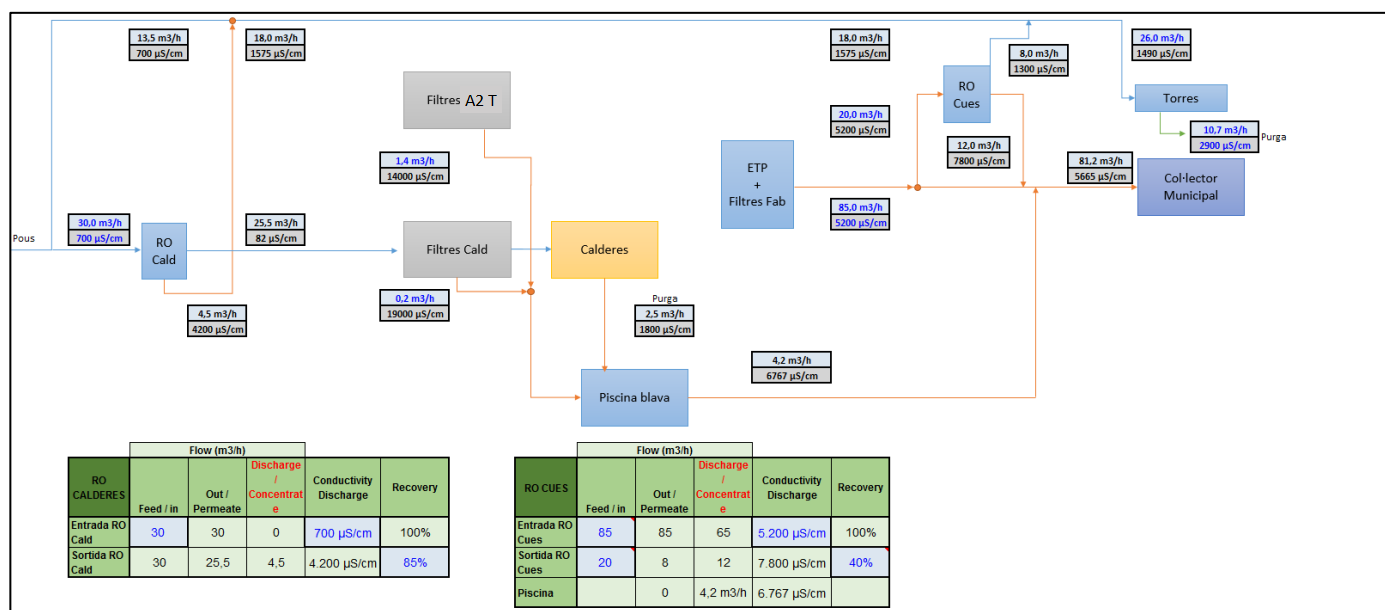 13,5 m3/h
700 µS/cm
18,0 m3/h
1575 µS/cm
18,0 m3/h
1575 µS/cm
8,0 m3/h
1300 µS/cm
26,0 m3/h
1490 µS/cm
Filtres A2 T
RO
Cues
Torres
20,0 m3/h
5200 µS/cm
10,7 m3/h
2900 µS/cm
Purga
1,4 m3/h
14000 µS/cm
ETP
+
Filtres Fab
12,0 m3/h
7800 µS/cm
81,2 m3/h
5665 µS/cm
Col·lector
Municipal
85,0 m3/h
5200 µS/cm
Pous
30,0 m3/h
700 µS/cm
RO
Cald
25,5 m3/h
82 µS/cm
Filtres Cald
Calderes
4,5 m3/h
4200 µS/cm
0,2 m3/h
19000 µS/cm
Purga
2,5 m3/h
1800 µS/cm
4,2 m3/h
6767 µS/cm
Piscina blava
Flow (m3/h)
RO
CALDERES
Feed / in
Out /
Permeate
Discharge
/
Concentrat
e
Conductivity
Discharge
Recovery
Entrada RO
Cald
30
30
0
700 µS/cm
100%
Sortida RO
Cald
30
25,5
4,5
4.200 µS/cm
85%
Flow (m3/h)
RO CUES
Feed / in
Out /
Permeate
Discharge
/
Concentrat
e
Conductivity
Discharge
Recovery
Entrada RO
Cues
85
85
65
5.200 µS/cm
100%
Sortida RO
Cues
20
8
12
7.800 µS/cm
40%
Piscina
0
4,2 m3/h
6.767 µS/cm